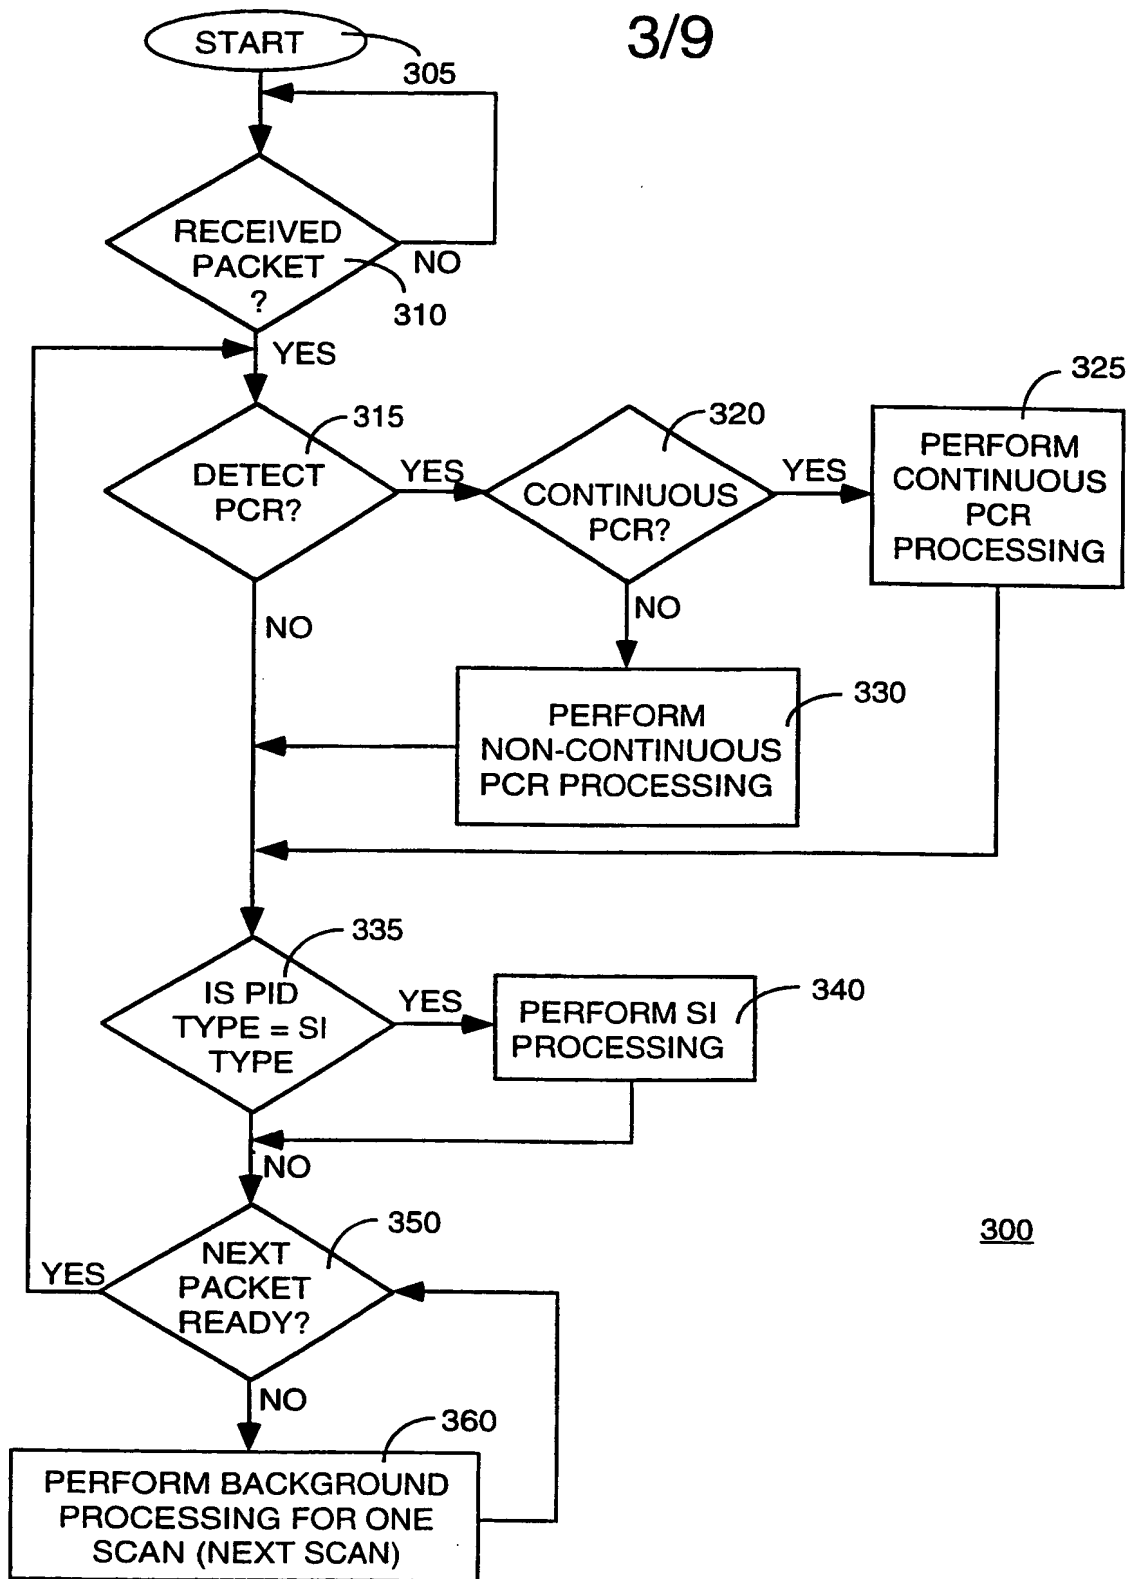 3/9
START
305
RECEIVED
PACKET
?
NO
310
YES
315
DETECT
PCR?
YES
320
CONTINUOUS
PCR?
YES
325
PERFORM
CONTINUOUS
PCR
PROCESSING
NO
NO
330
PERFORM
NON-CONTINUOUS
PCR PROCESSING
335
IS PID
TYPE = SI
TYPE
YES
340
PERFORM SI
PROCESSING
NO
350
NEXT
PACKET
READY?
YES
300
NO
360
PERFORM BACKGROUND
PROCESSING FOR ONE
SCAN (NEXT SCAN)